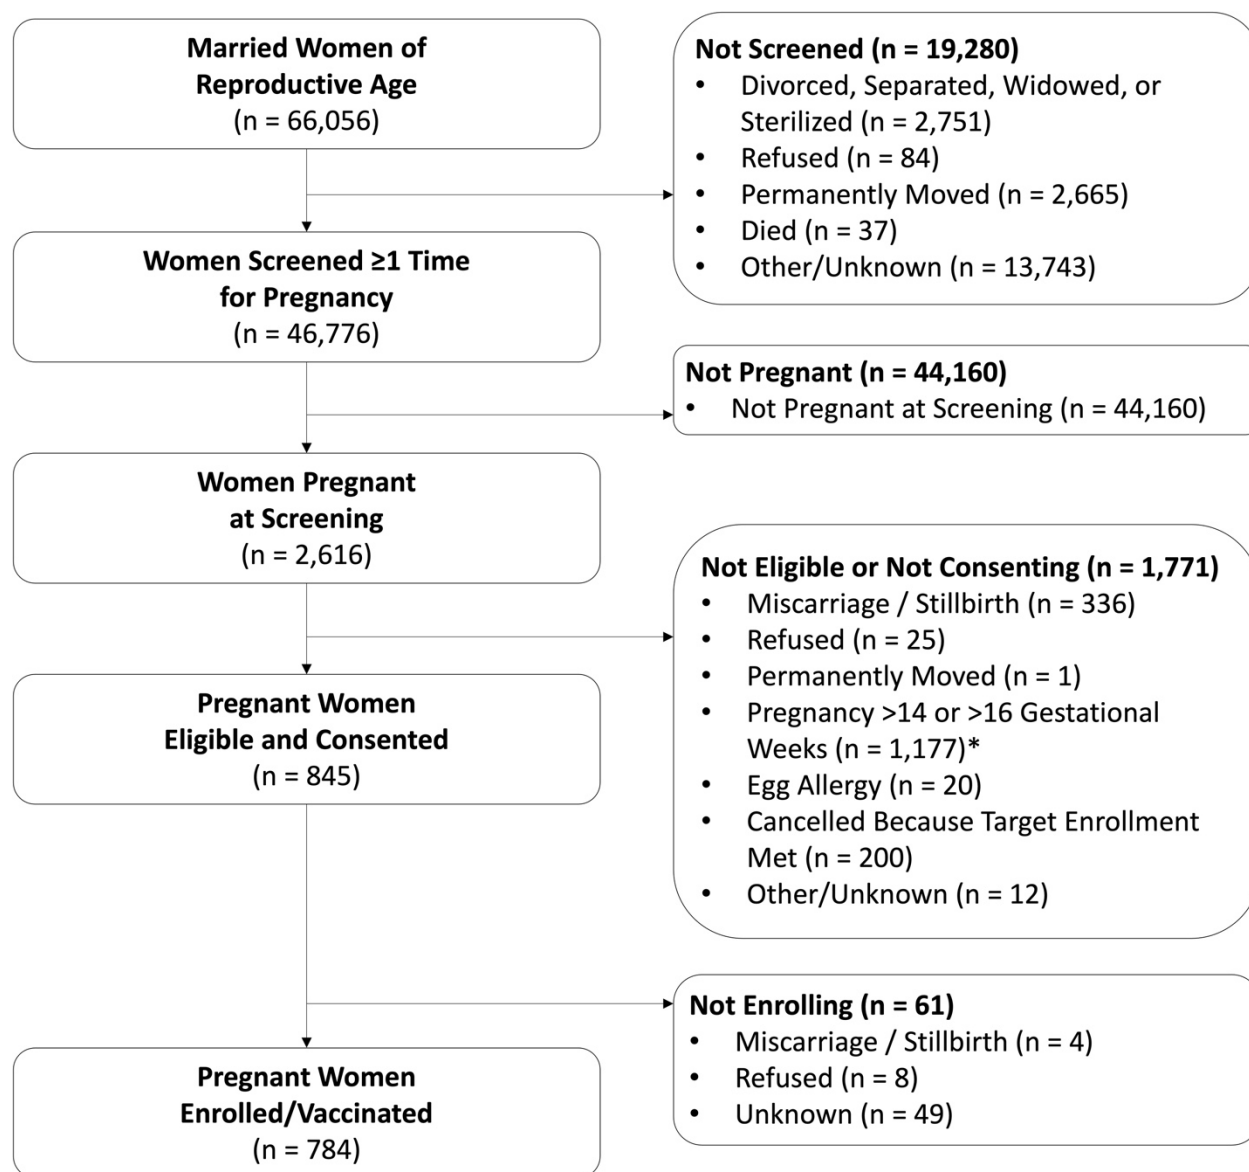 Married Women of
Reproductive Age
(n = 66,056)
Not Screened (n = 19,280)
• Divorced, Separated, Widowed, or
Sterilized (n = 2,751)
• Refused (n = 84)
• Permanently Moved (n = 2,665)
• Died (n = 37)
• Other/Unknown (n = 13,743)
Women Screened ≥1 Time
for Pregnancy
(n = 46,776)
Not Pregnant (n = 44,160)
• Not Pregnant at Screening (n = 44,160)
Women Pregnant
at Screening
(n = 2,616)
Not Eligible or Not Consenting (n = 1,771)
• Miscarriage / Stillbirth (n = 336)
• Refused (n = 25)
• Permanently Moved (n = 1)
• Pregnancy >14 or >16 Gestational
Weeks (n = 1,177)*
• Egg Allergy (n = 20)
• Cancelled Because Target Enrollment
Met (n = 200)
• Other/Unknown (n = 12)
Pregnant Women
Eligible and Consented
(n = 845)
Not Enrolling (n = 61)
• Miscarriage / Stillbirth (n = 4)
• Refused (n = 8)
• Unknown (n = 49)
Pregnant Women
Enrolled/Vaccinated
(n = 784)